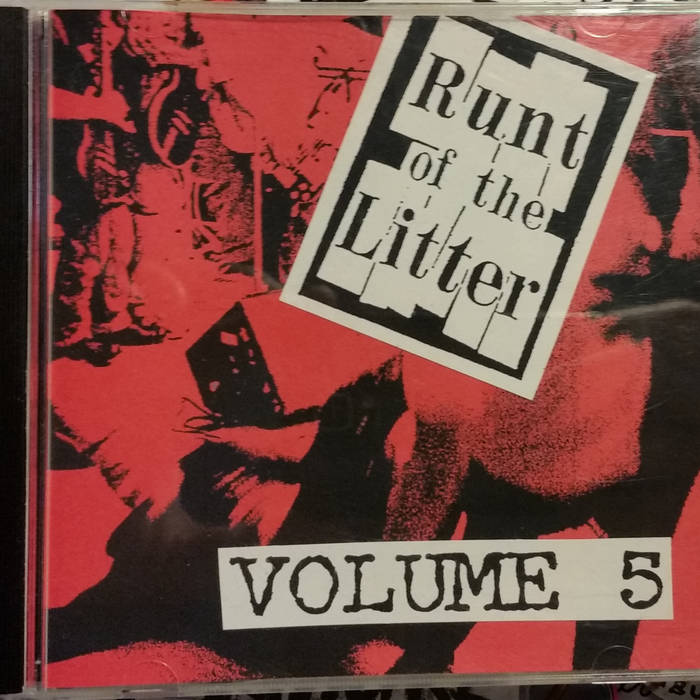 Runt
of the
Litter
VOLUME 5